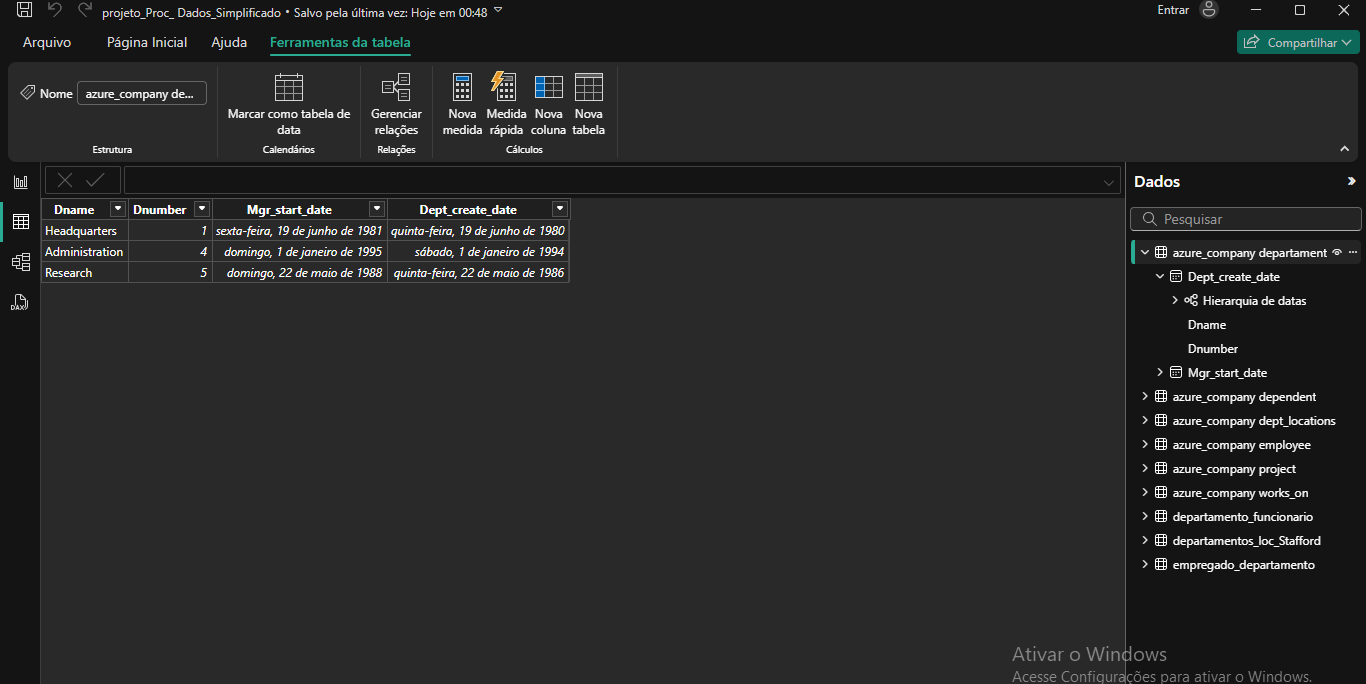 projeto_Proc_ Dados_Simplificado • Salvo pela última vez: Hoje em 00:48
Entrar
Arquivo Página Inicial Ajuda Ferramentas da tabela
Compartilhar
Nome azure_company de...
Estrutura
Marcar como tabela de
data
Calendários
Gerenciar
relações
Relações
Nova
medida
Medida
rápida
Nova
coluna
Nova
tabela
Cálculos
Dname Dnumber Mgr_start_date Dept_create_date
Headquarters 1 sexta-feira, 19 de junho de 1981 quinta-feira, 19 de junho de 1980
Administration 4 domingo, 1 de janeiro de 1995 sábado, 1 de janeiro de 1994
Research 5 domingo, 22 de maio de 1988 quinta-feira, 22 de maio de 1986
DAX
Dados
Pesquisar
azure_company departament
Dept_create_date
Hierarquia de datas
Dname
Dnumber
Mgr_start_date
azure_company dependent
azure_company dept_locations
azure_company employee
azure_company project
azure_company works_on
departamento_funcionario
departamentos_loc_Stafford
empregado_departamento
Ativar o Windows
Acesse Configurações para ativar o Windows.